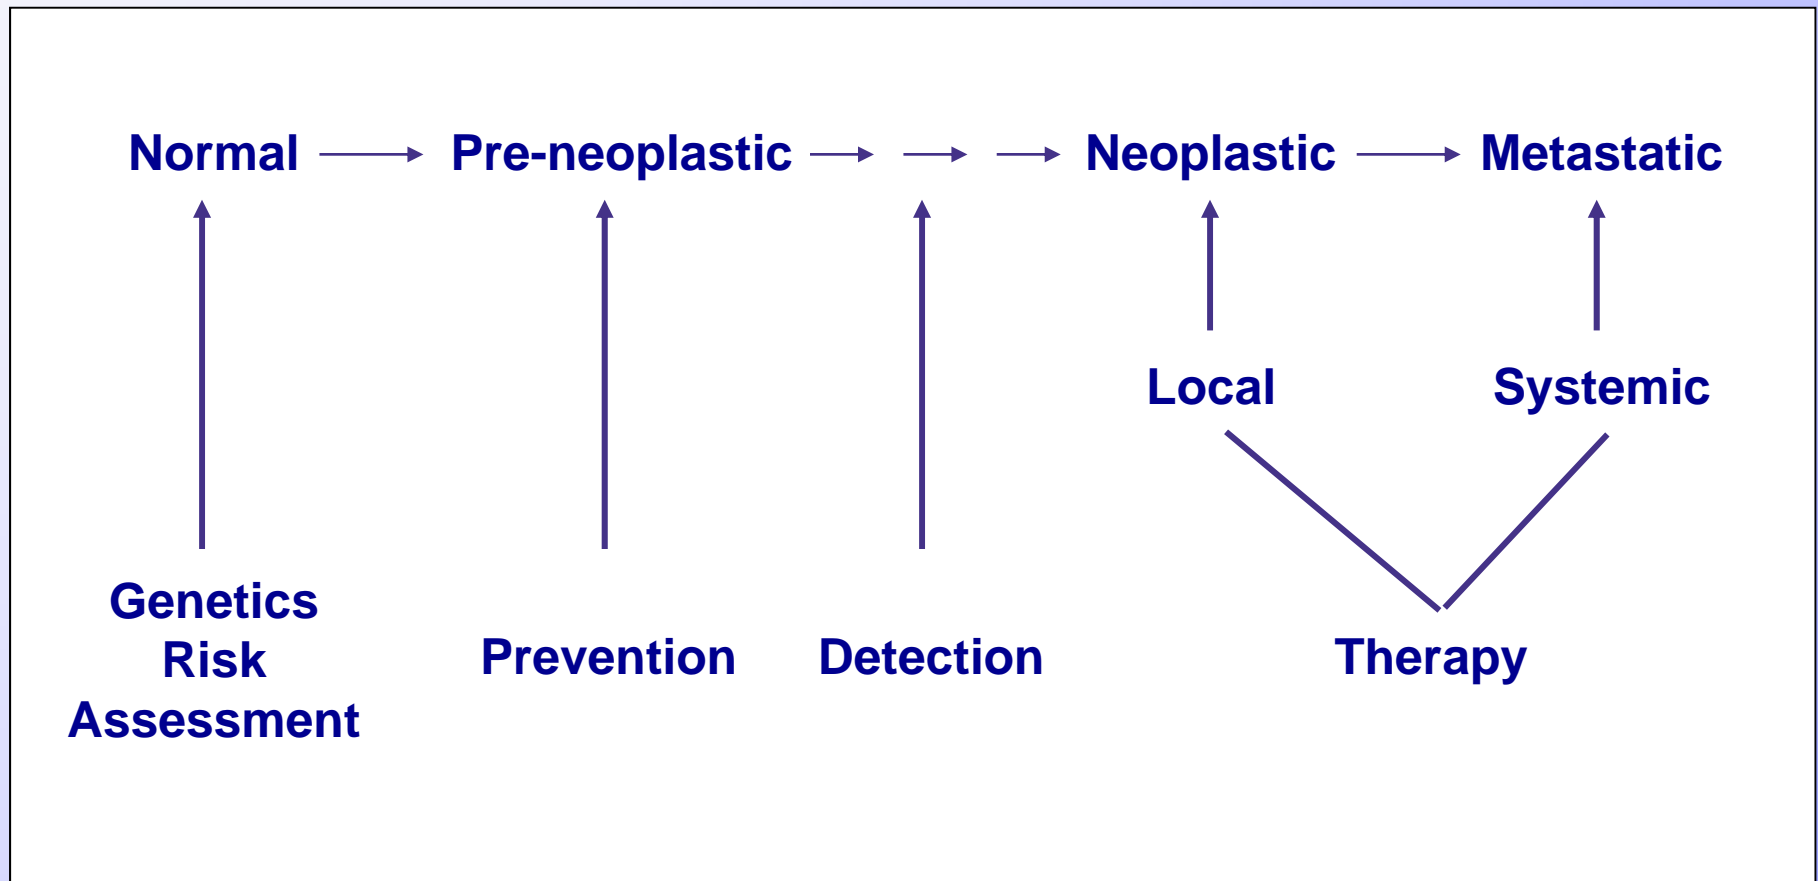 Normal Pre-neoplastic Neoplastic Metastatic
Local Systemic
Genetics
Risk
Assessment
Prevention Detection Therapy